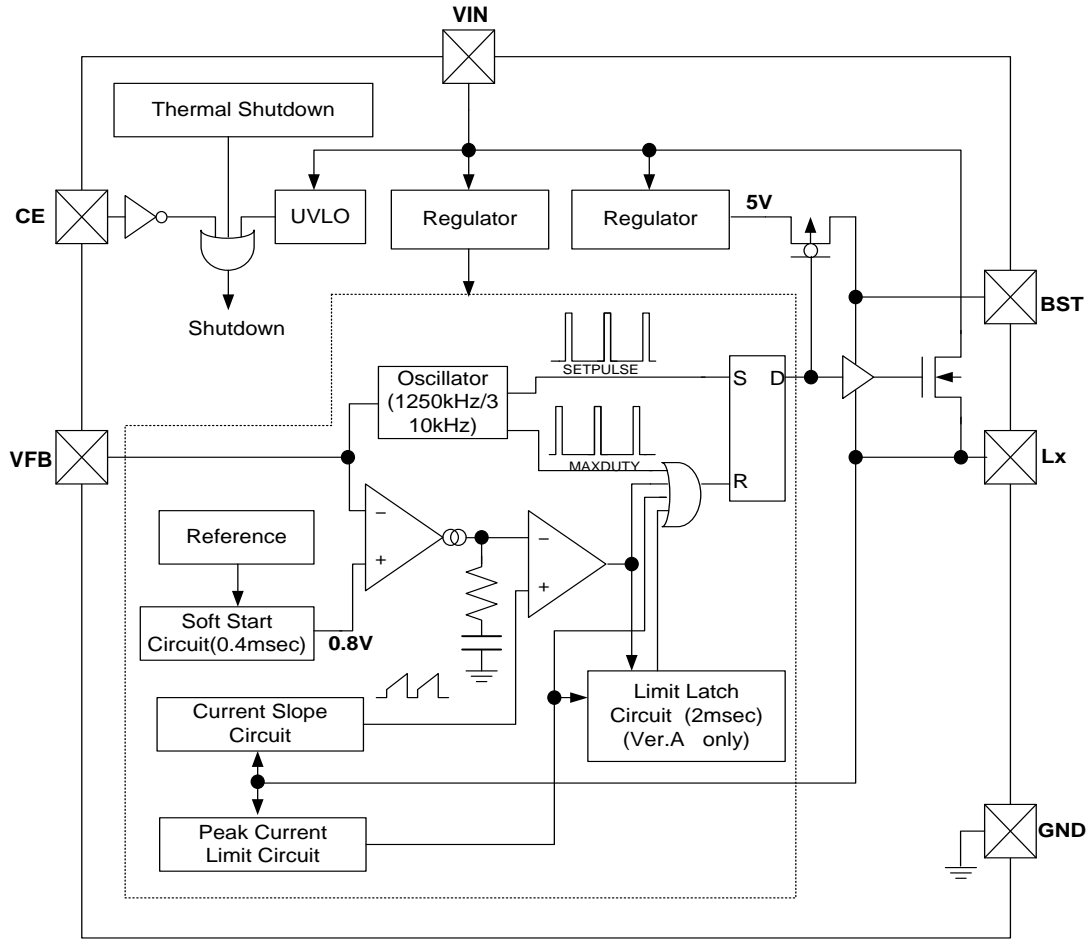 VIN
Thermal Shutdown
CE
UVLO
Regulator
Regulator
5V
Shutdown
BST
SETPULSE
Oscillator
(1250kHz/3
10kHz)
S
D
VFB
MAXDUTY
Lx
R
−
+
Reference
−
+
Soft Start
Circuit(0.4msec)
0.8V
Limit Latch
Circuit (2msec)
(Ver.A only)
Current Slope
Circuit
Peak Current
Limit Circuit
GND